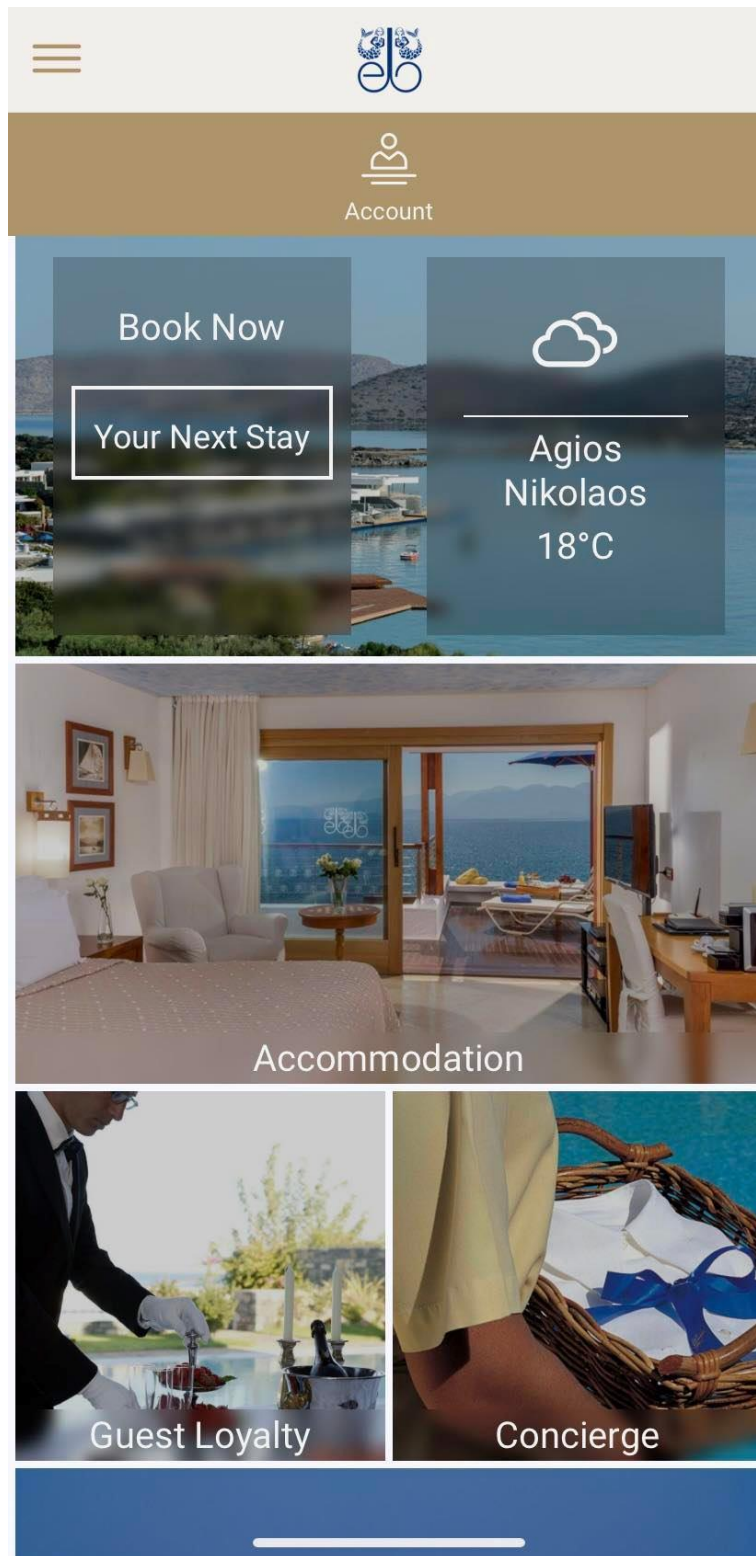 Account
Book Now
Your Next Stay
Agios
Nikolaos
18°C
Accommodation
Guest Loyalty
Concierge